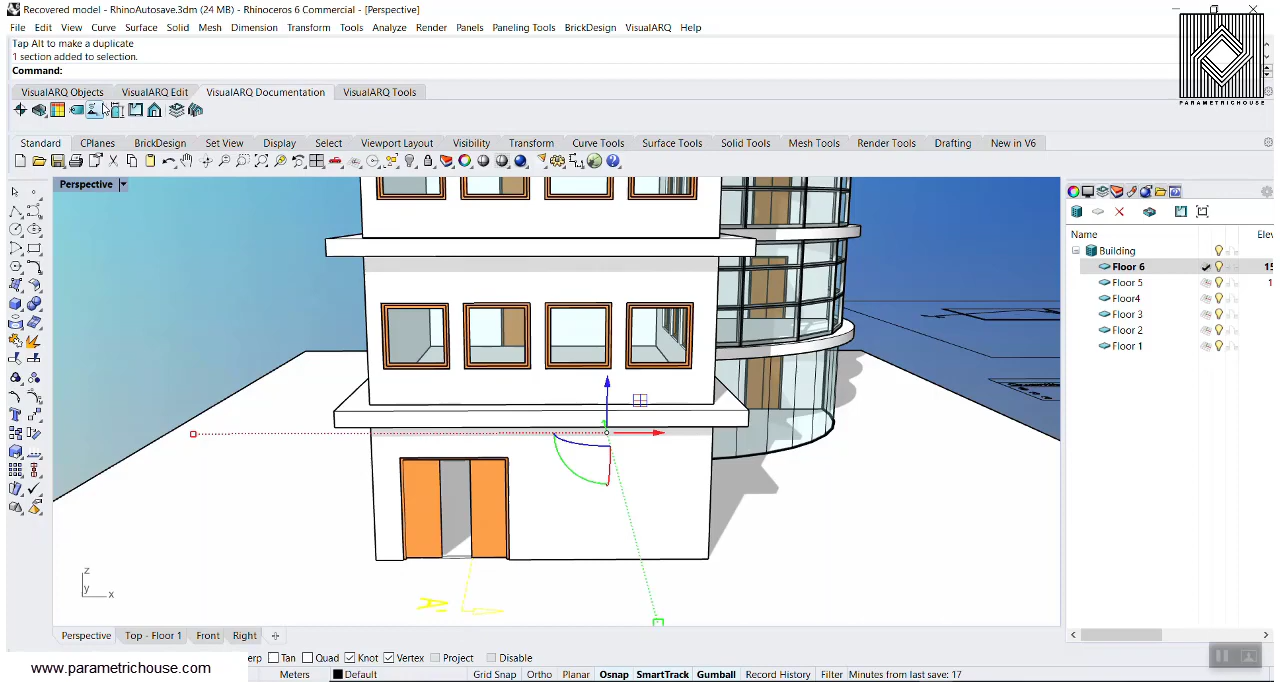 Recovered model - RhinoAutosave.3dm (24 MB) - Rhinoceros 6 Commercial - [Perspective]
File Edit View Curve Surface Solid Mesh Dimension Transform Tools Analyze Render Panels Paneling Tools BrickDesign VisualARQ Help
Tap Alt to make a duplicate
1 section added to selection.
Command:
PARAMETRICHOUSE
VisualARQ Objects VisualARQ Edit VisualARQ Documentation VisualARQ Tools
Standard CPlanes BrickDesign Set View Display Select Viewport Layout Visibility Transform Curve Tools Surface Tools Solid Tools Mesh Tools Render Tools Drafting New in V6
Perspective
Name Elev
Building
Floor 6 15
Floor 5 1
Floor4
Floor 3
Floor 2
Floor 1
z
y x
A'
Perspective Top - Floor 1 Front Right
erp Tan Quad Knot Vertex Project Disable
www.parametrichouse.com
Meters Default Grid Snap Ortho Planar Osnap SmartTrack Gumball Record History Filter Minutes from last save: 17